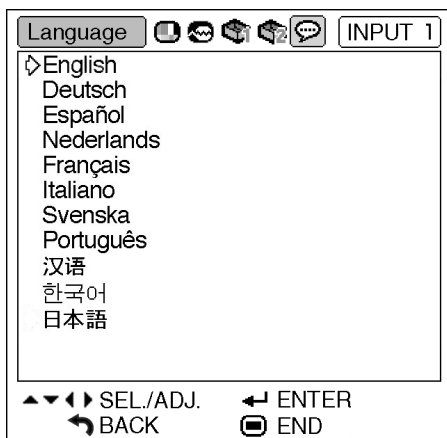 Language INPUT 1
English
Deutsch
Español
Nederlands
Français
Italiano
Svenska
Português
汉语
한국어
日本語
SEL./ADJ. ENTER
BACK END